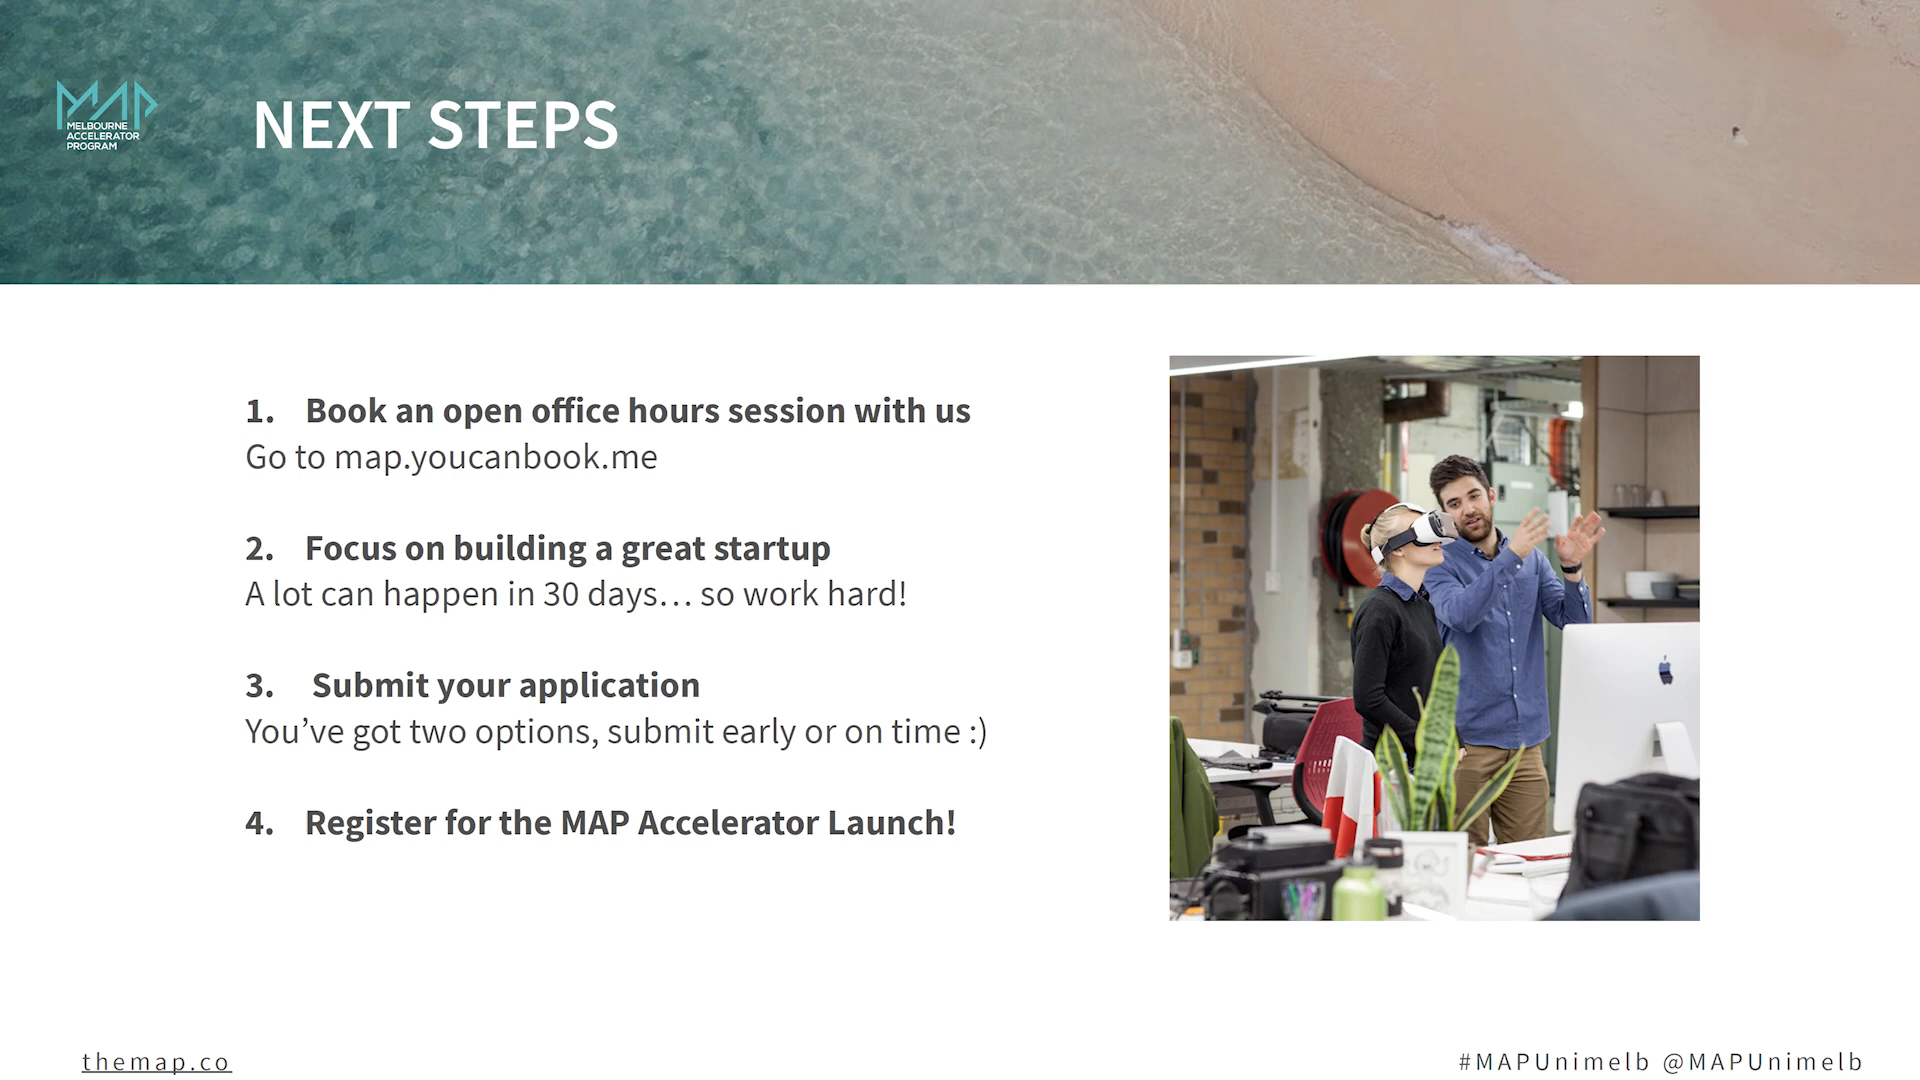 MELBOURNE
ACCELERATOR
PROGRAM
NEXT STEPS
1. Book an open office hours session with us
Go to map.youcanbook.me
2. Focus on building a great startup
A lot can happen in 30 days… so work hard!
3. Submit your application
You’ve got two options, submit early or on time :)
4. Register for the MAP Accelerator Launch!
themap.co
#MAPUnimelb @MAPUnimelb